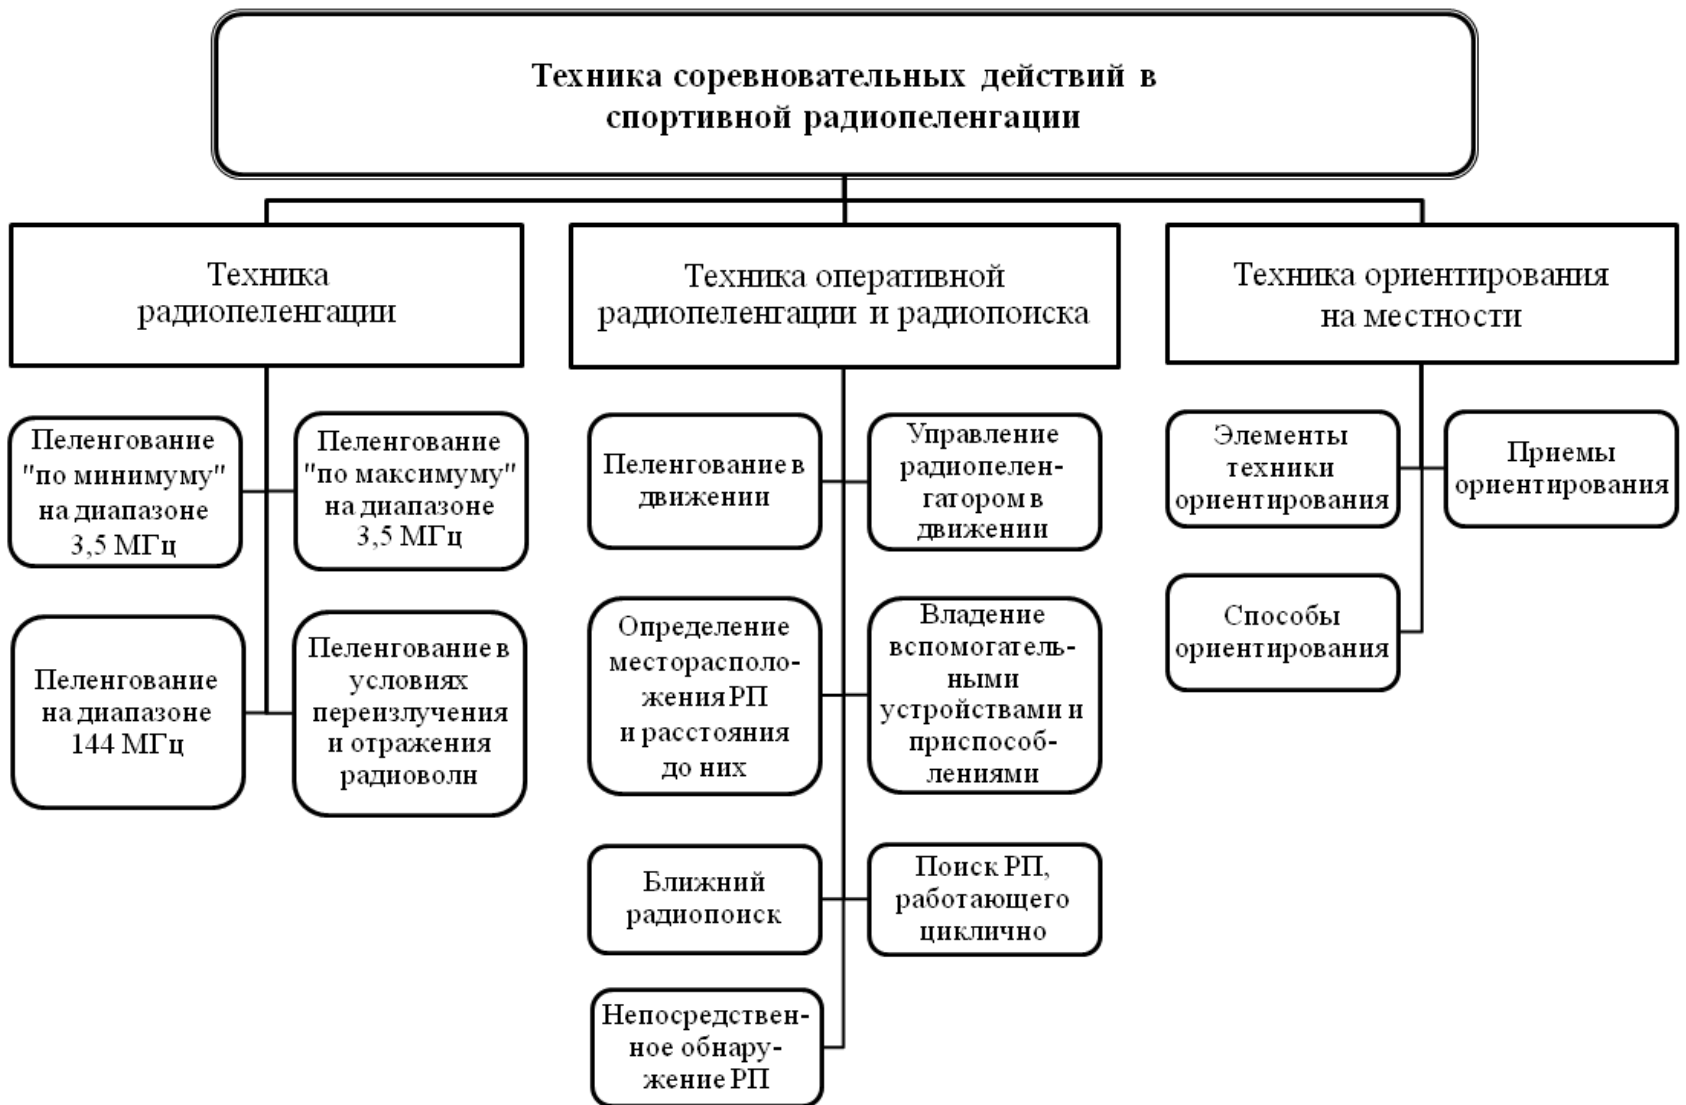 Техника соревновательных действий в
спортивной радиопеленгации
Техника
радиопеленгации
Техника оперативной
радиопеленгации и радиопоиска
Техника ориентирования
на местности
Пеленгование
"по минимуму"
на диапазоне
3,5 МГц
Пеленгование
"по максимуму"
на диапазоне
3,5 МГц
Пеленгование
на диапазоне
144 МГц
Пеленгование в
условиях
переизлучения
и отражения
радиоволн
Пеленгование в
движении
Управление
радиопелен-
гатором в
движении
Определение
месторасполо-
жения РП
и расстояния
до них
Владение
вспомогатель-
ными
устройствами и
приспособ-
лениями
Ближний
радиопоиск
Поиск РП,
работающего
циклично
Непосредствен-
ное обнару-
жение РП
Элементы
техники
ориентирования
Приемы
ориентирования
Способы
ориентирования